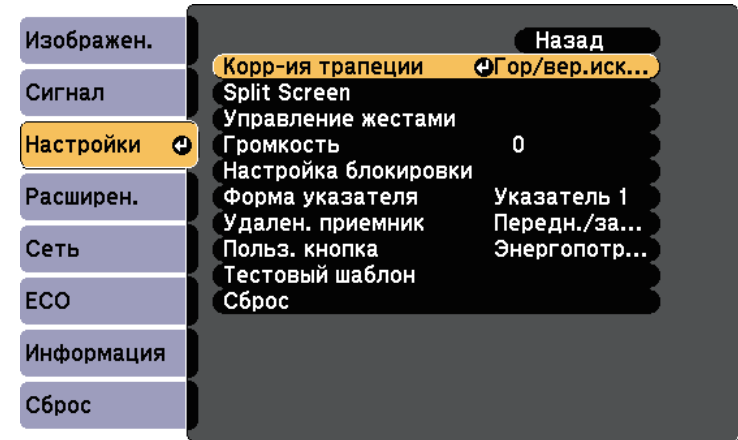 Изображен.
Сигнал
Настройки
Расширен.
Сеть
ECO
Информация
Сброс
Назад
Корр-ия трапеции Гор/вер.иск...
Split Screen
Управление жестами
Громкость 0
Настройка блокировки
Форма указателя Указатель 1
Удален. приемник Передн./за...
Польз. кнопка Энергопотр...
Тестовый шаблон
Сброс